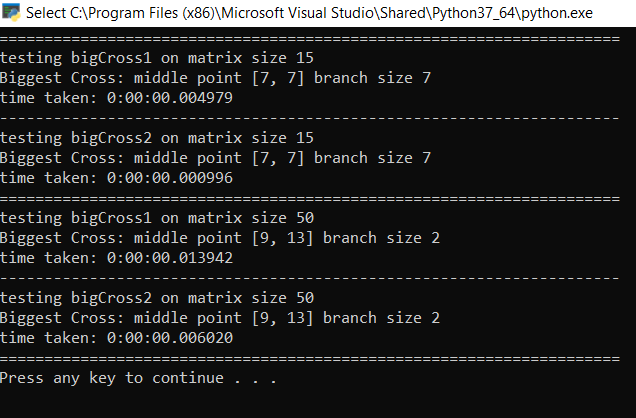 Select C:\Program Files (x86)\Microsoft Visual Studio\Shared\Python37_64\python.exe
=====================================================================
testing bigCross1 on matrix size 15
Biggest Cross: middle point [7, 7] branch size 7
time taken: 0:00:00.004979
---------------------------------------------------------------------
testing bigCross2 on matrix size 15
Biggest Cross: middle point [7, 7] branch size 7
time taken: 0:00:00.000996
=====================================================================
testing bigCross1 on matrix size 50
Biggest Cross: middle point [9, 13] branch size 2
time taken: 0:00:00.013942
---------------------------------------------------------------------
testing bigCross2 on matrix size 50
Biggest Cross: middle point [9, 13] branch size 2
time taken: 0:00:00.006020
=====================================================================
Press any key to continue . . .